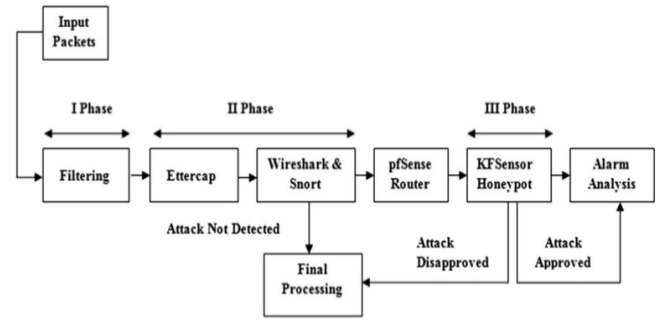 Input
Packets
I Phase
II Phase
III Phase
Filtering
Ettercap
Wireshark &
Snort
pfSense
Router
KFSensor
Honeypot
Alarm
Analysis
Attack Not Detected
Attack
Disapproved
Attack
Approved
Final
Processing